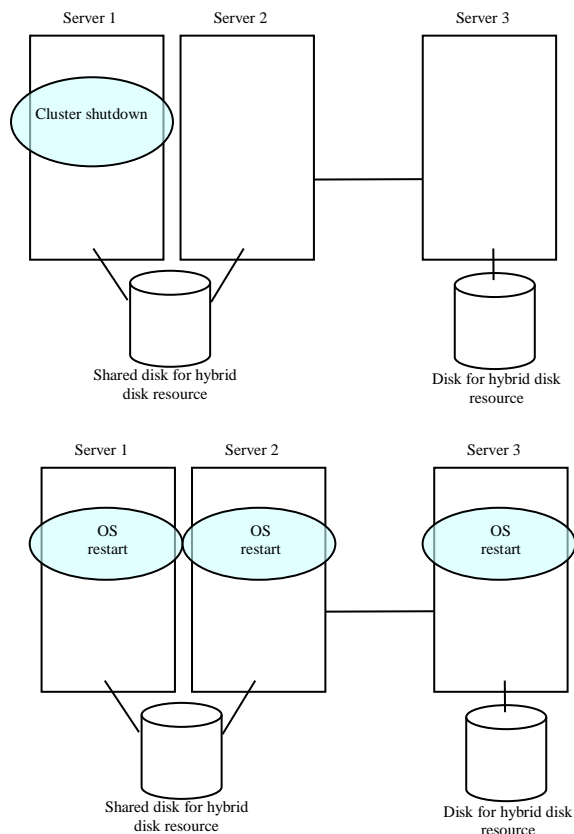 Server 1
Server 2
Server 3
Cluster shutdown
Shared disk for hybrid
disk resource
Disk for hybrid disk
resource
Server 1
Server 2
Server 3
OS
restart
OS
restart
OS
restart
Shared disk for hybrid
disk resource
Disk for hybrid disk
resource